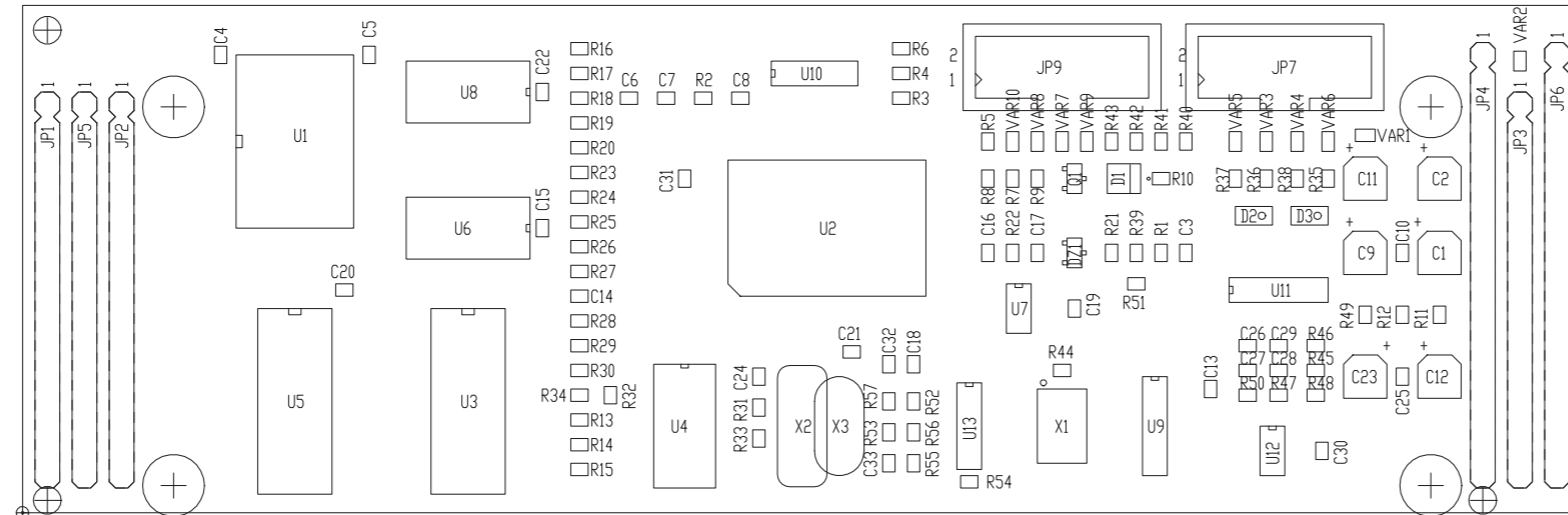 C4
C5
VAR2
1
1
R16
R6
JP9
2
1
JP7
2
1
R17
R4
U10
C22
U8
C6
C7
R2
C8
R18
R3
1
1
1
1
JP1
JP5
JP2
JP4
JP3
JP6
R19
U1
R5
VAR10
VAR8
VAR7
VAR9
R43
R42
R41
R40
VAR5
VAR3
VAR4
VAR6
VAR1
R20
+
+
R23
C31
R8
R7
R9
Q1
D1
R10
R37
R36
R38
R35
C11
C2
R24
C15
D2
D3
R25
U6
U2
+
+
R26
C16
R22
C17
DZ1
R21
R39
R1
C3
C9
C10
C1
R27
C20
R51
U11
C14
U7
C19
R28
R49
R12
R11
R29
C21
C32
C18
C26
C29
R46
+
+
R30
C24
R44
C27
C28
R45
C13
C23
C25
C12
R34
R32
R50
R47
R48
U5
U3
R31
R57
R52
R13
U4
X2
X3
U13
X1
U9
R33
R53
R56
R14
U12
C30
R15
C33
R55
R54